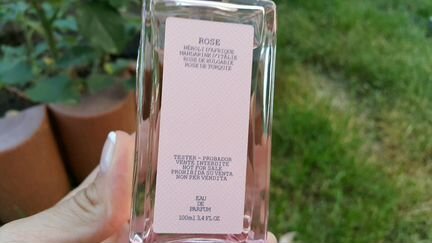 ROSE
NÉROLI D'AFRIQUE
MANDARINE D'ITALIE
ROSE DE BULGARIE
ROSE DE TURQUIE
TESTER - PROBADOR
VENTE INTERDITE
NOT FOR SALE
PROHIBIDA SU VENTA
NON PER VENDITA
EAU
DE
PARFUM
100ml 3.4 FL OZ